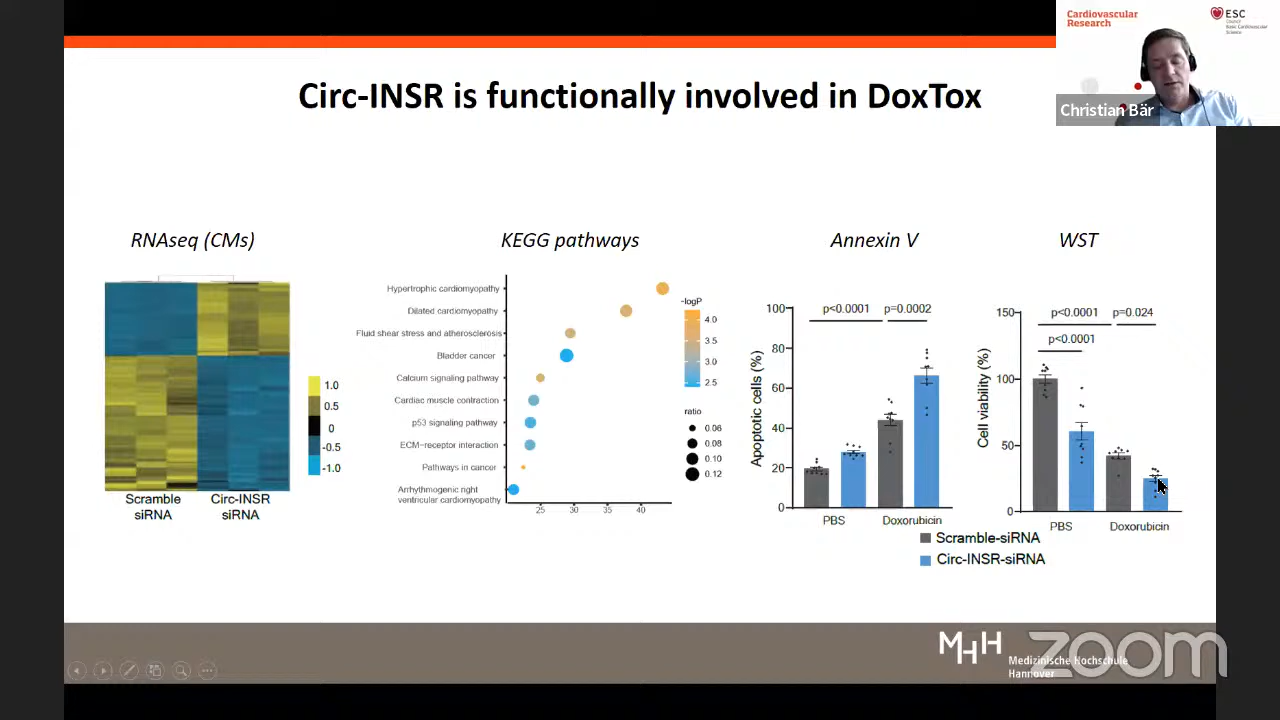 Cardiovascular
Research
ESC
Council
Basic Cardiovascular
Science
Christian Bär
Circ-INSR is functionally involved in DoxTox
RNAseq (CMs)
KEGG pathways
Annexin V
WST
1.0
0.5
0
-0.5
-1.0
Scramble
siRNA
Circ-INSR
siRNA
Hypertrophic cardiomyopathy
Dilated cardiomyopathy
Fluid shear stress and atherosclerosis
Bladder cancer
Calcium signaling pathway
Cardiac muscle contraction
p53 signaling pathway
ECM-receptor interaction
Pathways in cancer
Arrhythmogenic right
ventricular cardiomyopathy
25
30
35
40
-logP
4.0
3.5
3.0
2.5
ratio
0.06
0.08
0.10
0.12
Apoptotic cells (%)
100
80
60
40
20
0
p<0.0001
p=0.0002
PBS
Doxorubicin
Cell viability (%)
150
100
50
0
p<0.0001
p=0.024
p<0.0001
PBS
Doxorubicin
Scramble-siRNA
Circ-INSR-siRNA
MHH
Medizinische Hochschule
Hannover
zoom